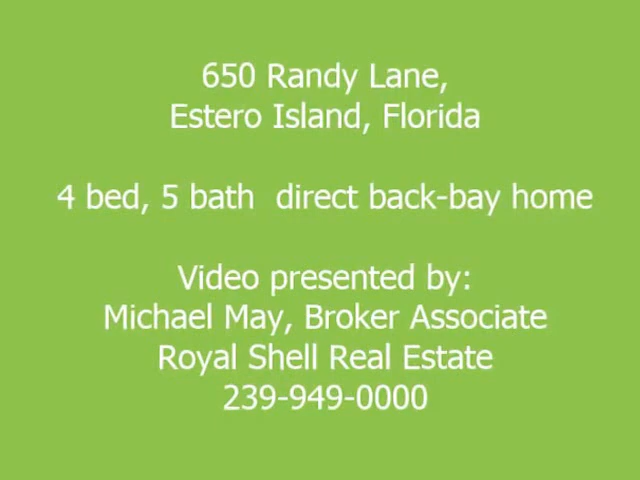 650 Randy Lane,
Estero Island, Florida
4 bed, 5 bath  direct back-bay home
Video presented by:
Michael May, Broker Associate
Royal Shell Real Estate
239-949-0000